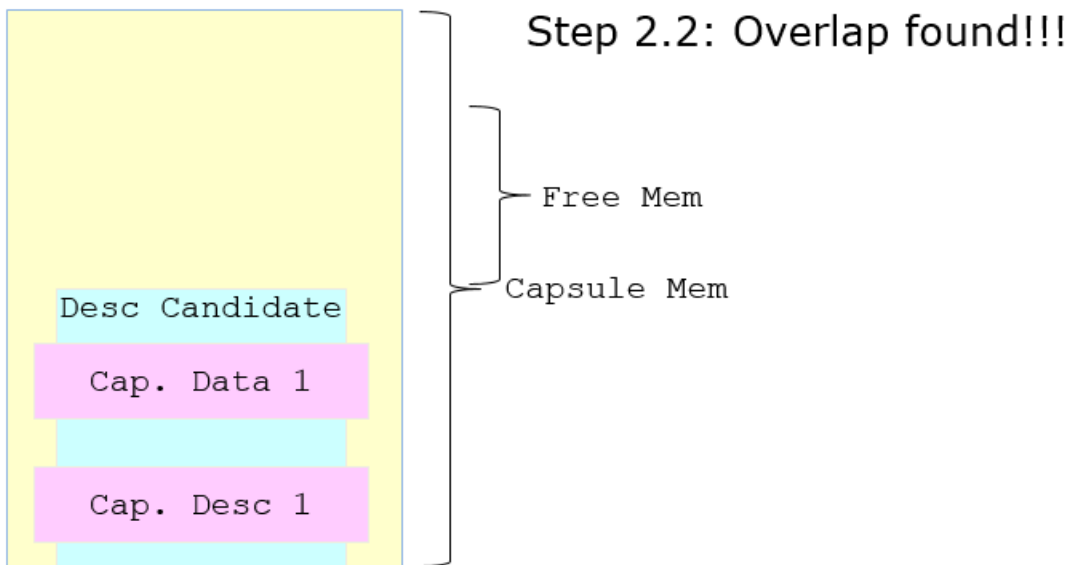 Step 2.2: Overlap found!!!
Free Mem
Capsule Mem
Desc Candidate
Cap. Data 1
Cap. Desc 1